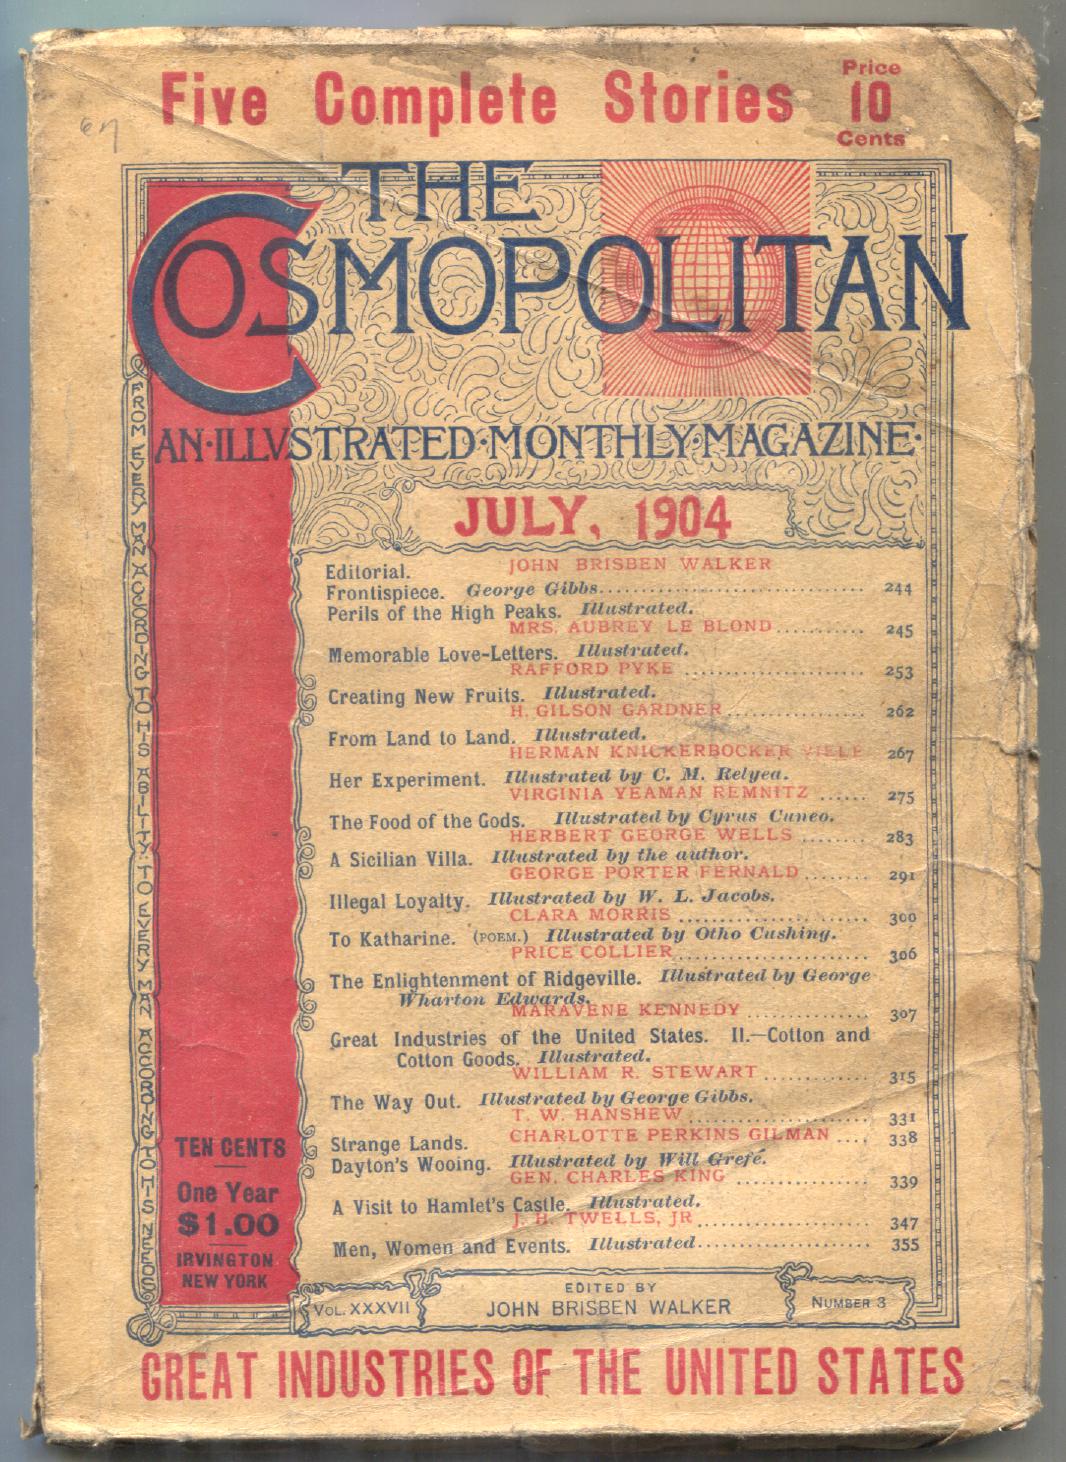 Five Complete Stories
Price
10
Cents
THE
COSMOPOLITAN
AN·ILLVSTRATED·MONTHLY·MAGAZINE·
FROM EVERY MAN ACCORDING TO HIS ABILITY: TO EVERY MAN ACCORDING TO HIS NEEDS
JULY, 1904
Editorial. JOHN BRISBEN WALKER
Frontispiece. George Gibbs 244
Perils of the High Peaks. Illustrated.
MRS. AUBREY LE BLOND 245
Memorable Love-Letters. Illustrated.
RAFFORD PYKE 253
Creating New Fruits. Illustrated.
H. GILSON GARDNER 262
From Land to Land. Illustrated.
HERMAN KNICKERBOCKER VIELE 267
Her Experiment. Illustrated by C. M. Relyea.
VIRGINIA YEAMAN REMNITZ 275
The Food of the Gods. Illustrated by Cyrus Cuneo.
HERBERT GEORGE WELLS 283
A Sicilian Villa. Illustrated by the author.
GEORGE PORTER FERNALD 291
Illegal Loyalty. Illustrated by W. L. Jacobs.
CLARA MORRIS 300
To Katharine. (POEM.) Illustrated by Otho Cushing.
PRICE COLLIER 306
The Enlightenment of Ridgeville. Illustrated by George
Wharton Edwards.
MARAVENE KENNEDY 307
Great Industries of the United States. II.—Cotton and
Cotton Goods. Illustrated.
WILLIAM R. STEWART 315
The Way Out. Illustrated by George Gibbs.
T. W. HANSHEW 331
Strange Lands. CHARLOTTE PERKINS GILMAN 338
Dayton's Wooing. Illustrated by Will Grefé.
GEN. CHARLES KING 339
A Visit to Hamlet's Castle. Illustrated.
J. H. TWELLS, JR 347
Men, Women and Events. Illustrated 355
TEN CENTS
One Year
$1.00
IRVINGTON
NEW YORK
VOL. XXXVII
EDITED BY
JOHN BRISBEN WALKER
NUMBER 3
GREAT INDUSTRIES OF THE UNITED STATES